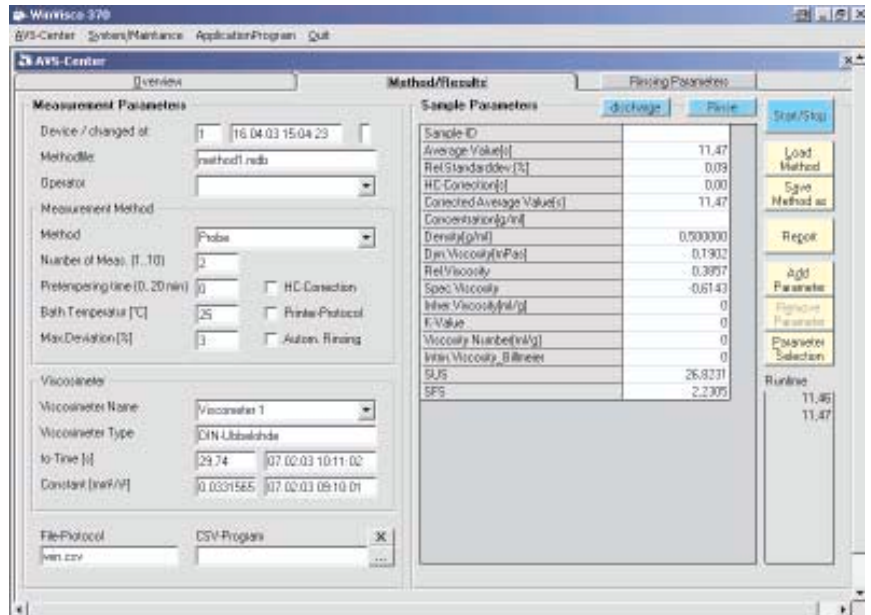 WinVisco 370
AVS-Center System/Maintance ApplicationProgram Quit
AVS-Center
Overview Method/Results Rinsing Parameters
Measurement Parameters
Device / changed at: 1 16.04.03 15:04:23
Methodfile: method1.mdb
Operator
Measurement Method
Method Probe
Number of Meas. (1..10) 2
Pretempering time (0..20 min) 0 HC-Correction
Bath Temperatur [°C] 25 Printer-Protocol
Max.Deviation [%] 3 Autom. Rinsing
Viscosimeter
Viscosimeter Name Viscometer 1
Viscosimeter Type DIN-Ubbelohde
to-Time [s] 29.74 07.02.03 10:11:02
Constant 0.0331565 07.02.03 09:10:01
File-Protocol CSV-Program X
...
Sample Parameters discharge Rinse
Sample-ID
Average Value[s] 11,47
Rel.Standarddev.[%] 0,09
HC-Correction[s] 0,00
Corrected Average Value[s] 11,47
Concentration[g/ml]
Density[g/ml] 0,500000
Dyn.Viscosity[mPas] 0,1902
Rel.Viscosity 0,3857
Spec.Viscosity -0,6143
Inher.Viscosity[ml/g] 0
K-Value 0
Viscosity Number[ml/g] 0
Intrin.Viscosity_Billmeier 0
SUS 26,8231
SFS 2,2305
Start/Stop
Load
Method
Save
Method as
Report
Add
Parameter
Remove
Parameter
Parameter
Selection
Runtime
11,46
11,47